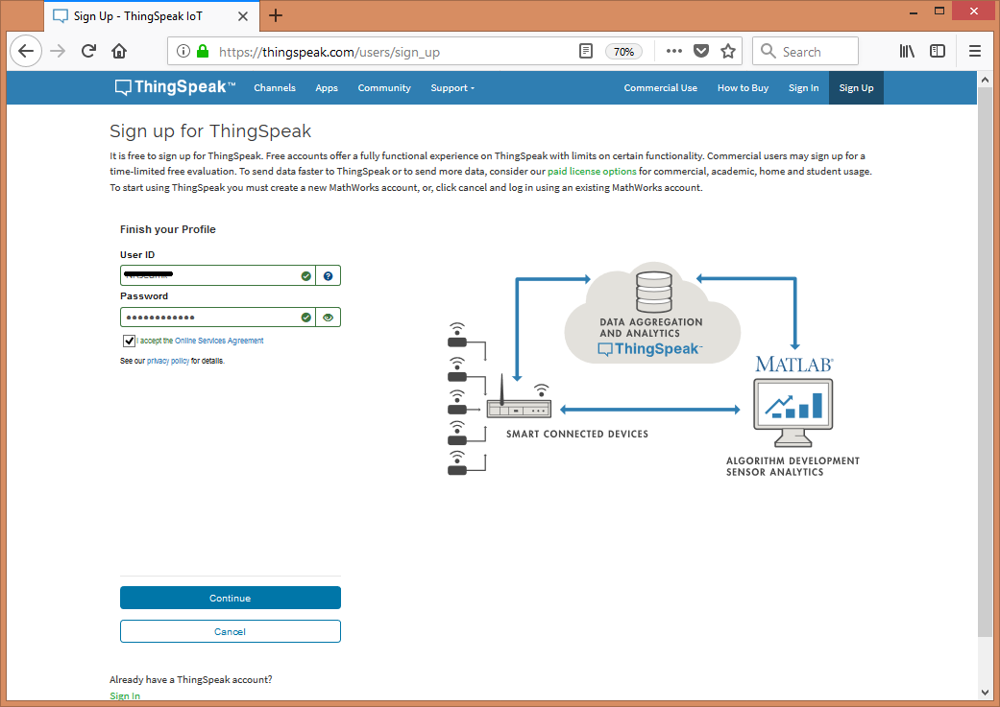 Sign Up - ThingSpeak IoT
https://thingspeak.com/users/sign_up
70%
Search
ThingSpeak™
Channels
Apps
Community
Support
Commercial Use
How to Buy
Sign In
Sign Up
Sign up for ThingSpeak
It is free to sign up for ThingSpeak. Free accounts offer a fully functional experience on ThingSpeak with limits on certain functionality. Commercial users may sign up for a
time-limited free evaluation. To send data faster to ThingSpeak or to send more data, consider our paid license options for commercial, academic, home and student usage.
To start using ThingSpeak you must create a new MathWorks account, or, click cancel and log in using an existing MathWorks account.
Finish your Profile
User ID
Password
I accept the Online Services Agreement
See our privacy policy for details.
Continue
Cancel
DATA AGGREGATION
AND ANALYTICS
ThingSpeak™
MATLAB®
SMART CONNECTED DEVICES
ALGORITHM DEVELOPMENT
SENSOR ANALYTICS
Already have a ThingSpeak account?
Sign In